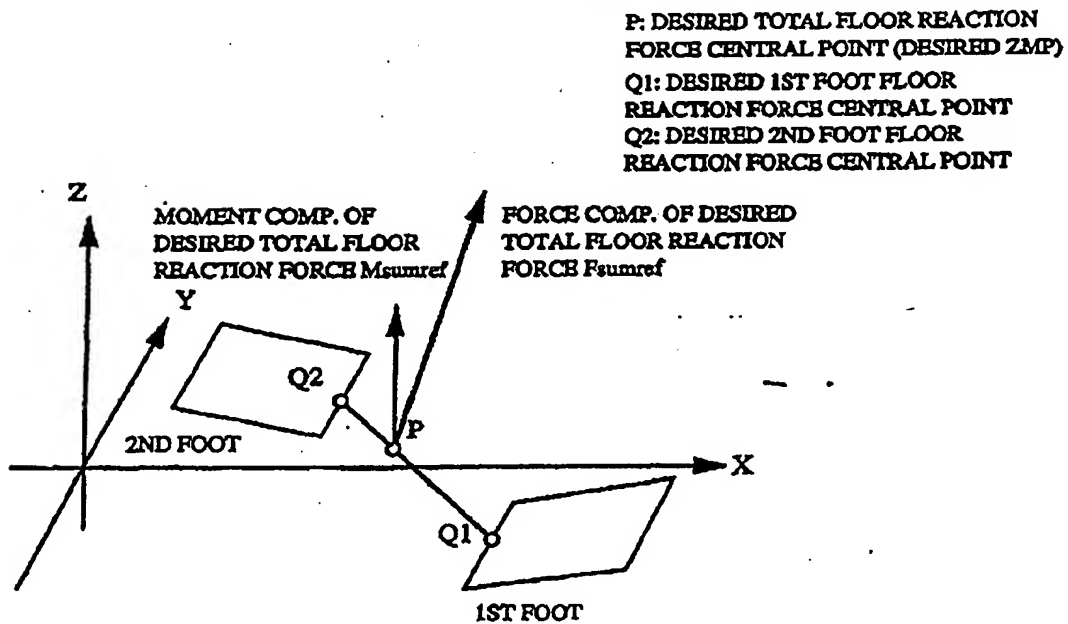 P: DESIRED TOTAL FLOOR REACTION
FORCE CENTRAL POINT (DESIRED ZMP)
Q1: DESIRED 1ST FOOT FLOOR
REACTION FORCE CENTRAL POINT
Q2: DESIRED 2ND FOOT FLOOR
REACTION FORCE CENTRAL POINT
Z
MOMENT COMP. OF
DESIRED TOTAL FLOOR
REACTION FORCE Msumref
FORCE COMP. OF DESIRED
TOTAL FLOOR REACTION
FORCE Fsumref
Y
Q2
P
2ND FOOT
X
Q1
1ST FOOT